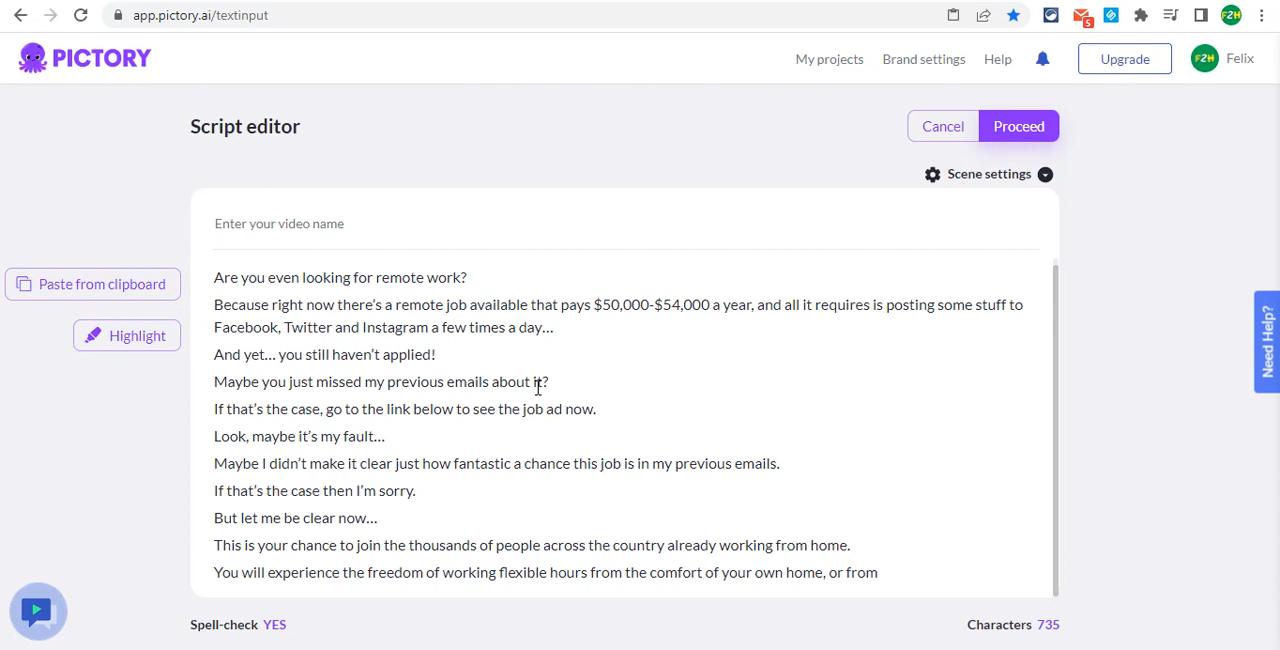 app.pictory.ai/textinput
5
F2H
PICTORY
My projects
Brand settings
Help
Upgrade
F2H
Felix
Script editor
Cancel
Proceed
Scene settings
Enter your video name
Paste from clipboard
Highlight
Are you even looking for remote work?
Because right now there’s a remote job available that pays $50,000-$54,000 a year, and all it requires is posting some stuff to
Facebook, Twitter and Instagram a few times a day…
And yet… you still haven’t applied!
Maybe you just missed my previous emails about it?
If that’s the case, go to the link below to see the job ad now.
Look, maybe it’s my fault…
Maybe I didn’t make it clear just how fantastic a chance this job is in my previous emails.
If that’s the case then I’m sorry.
But let me be clear now…
This is your chance to join the thousands of people across the country already working from home.
You will experience the freedom of working flexible hours from the comfort of your own home, or from
Need Help?
Spell-check YES
Characters 735